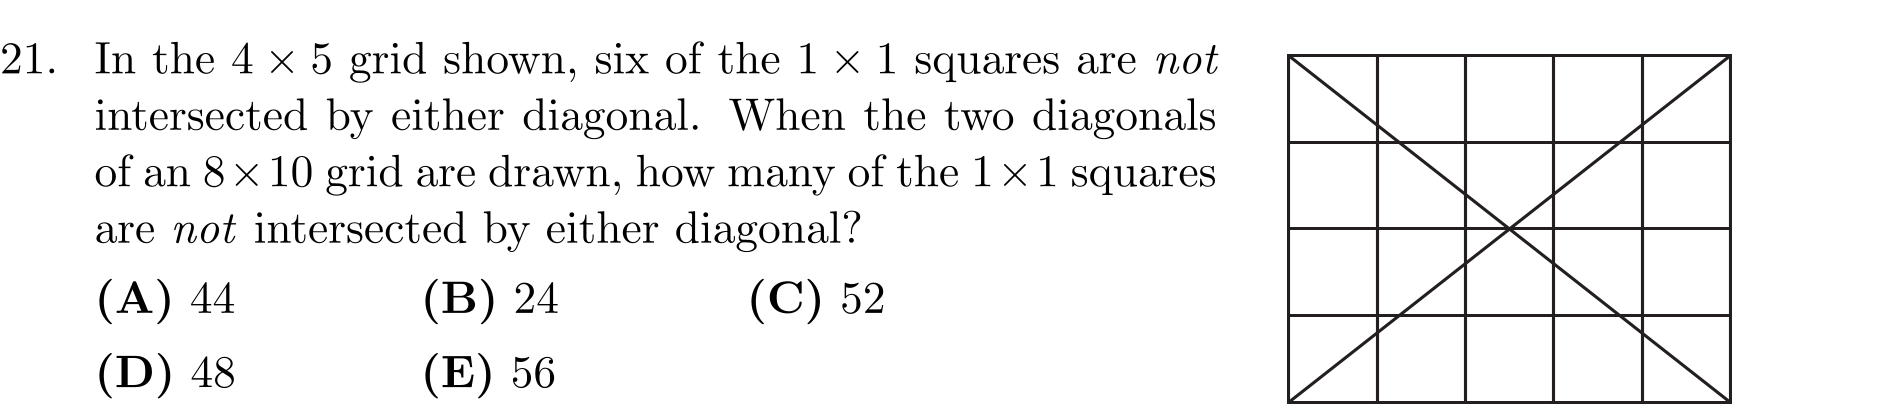 21. In the 4 × 5 grid shown, six of the 1 × 1 squares are not
intersected by either diagonal. When the two diagonals
of an 8 × 10 grid are drawn, how many of the 1 × 1 squares
are not intersected by either diagonal?
(A) 44 (B) 24 (C) 52
(D) 48 (E) 56